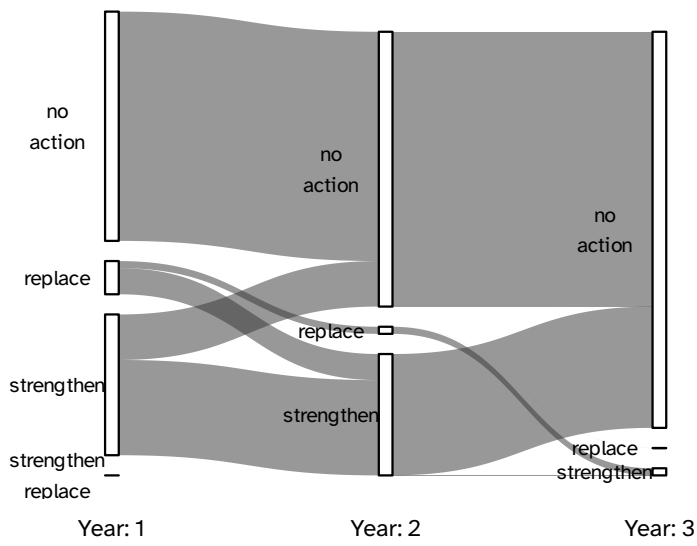 no
action
replace
strengthen
strengthen
replace
no
action
replace
strengthen
no
action
replace
strengthen
Year: 1
Year: 2
Year: 3